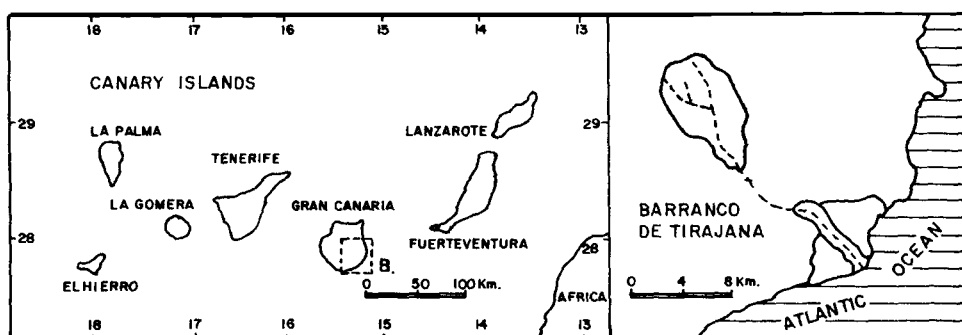 18 17 16 15 14 13
CANARY ISLANDS
29
LA PALMA
LANZAROTE
29
TENERIFE
LA GOMERA
GRAN CANARIA
BARRANCO
DE TIRAJANA
28
FUERTEVENTURA
28
B.
EL HIERRO
0 50 100 Km.
AFRICA
0 4 8 Km.
ATLANTIC OCEAN
18 17 16 15 14 13